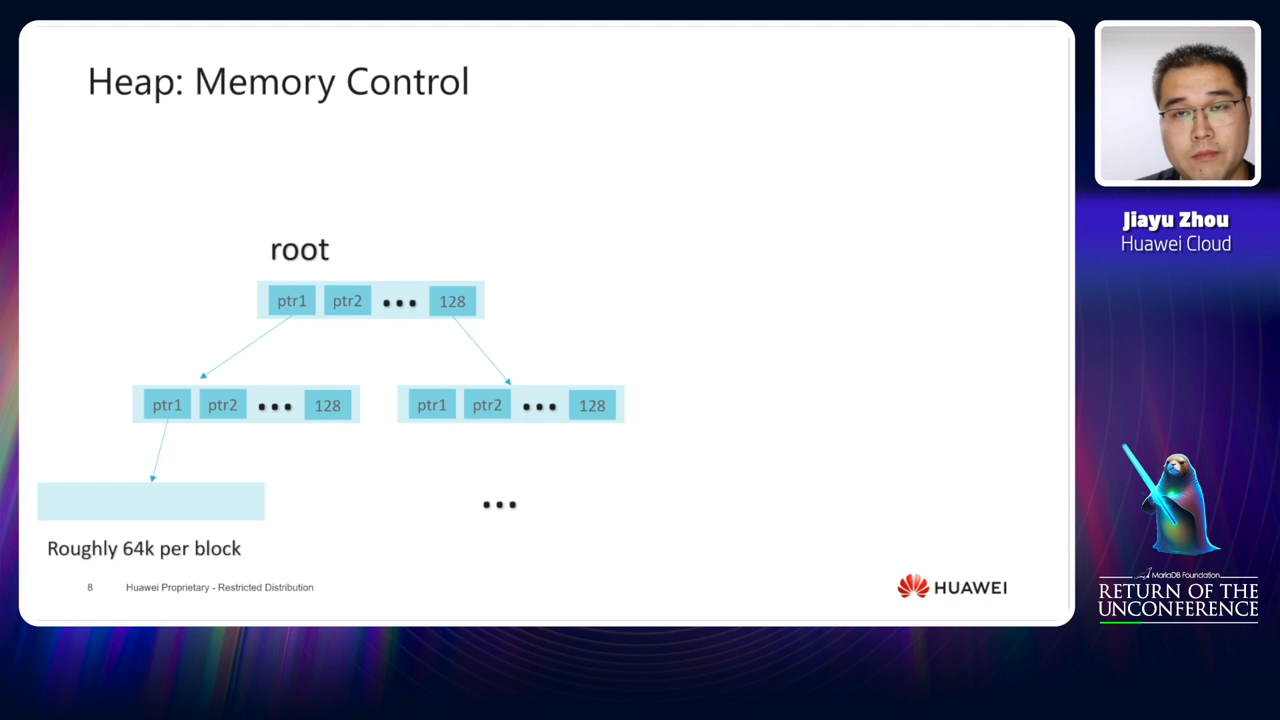 Heap: Memory Control
root
ptr1 ptr2 ••• 128
ptr1 ptr2 ••• 128
ptr1 ptr2 ••• 128
•••
Roughly 64k per block
8 Huawei Proprietary - Restricted Distribution
HUAWEI
Jiayu Zhou
Huawei Cloud
MariaDB Foundation
RETURN OF THE
UNCONFERENCE